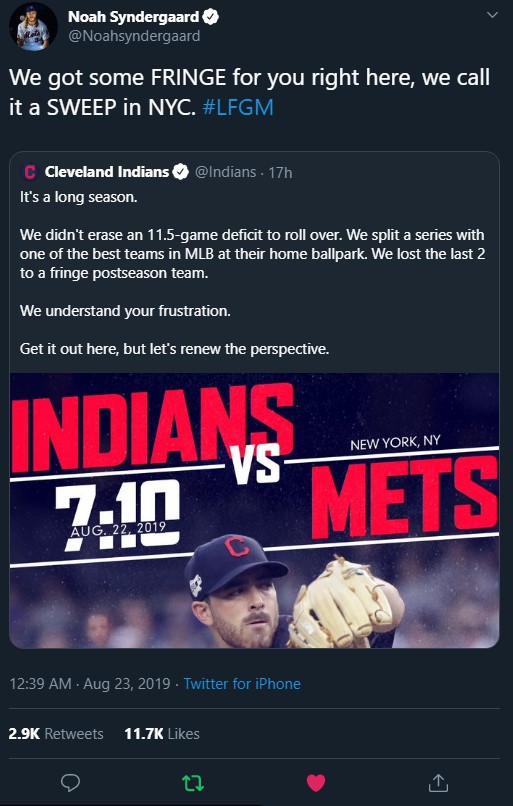 Noah Syndergaard
@Noahsyndergaard
We got some FRINGE for you right here, we call
it a SWEEP in NYC. #LFGM
C Cleveland Indians @Indians · 17h
It's a long season.
We didn't erase an 11.5-game deficit to roll over. We split a series with
one of the best teams in MLB at their home ballpark. We lost the last 2
to a fringe postseason team.
We understand your frustration.
Get it out here, but let's renew the perspective.
INDIANS
VS
NEW YORK, NY
METS
7:10
AUG. 22, 2019
C
12:39 AM · Aug 23, 2019 · Twitter for iPhone
2.9K Retweets 11.7K Likes